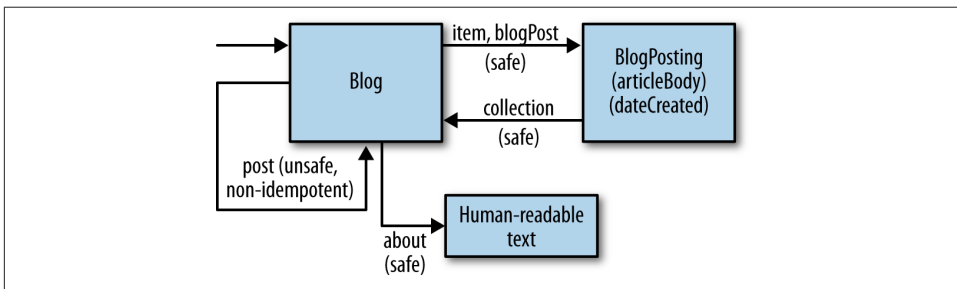 item, blogPost
(safe)
Blog
BlogPosting
(articleBody)
(dateCreated)
collection
(safe)
post (unsafe,
non-idempotent)
about
(safe)
Human-readable
text